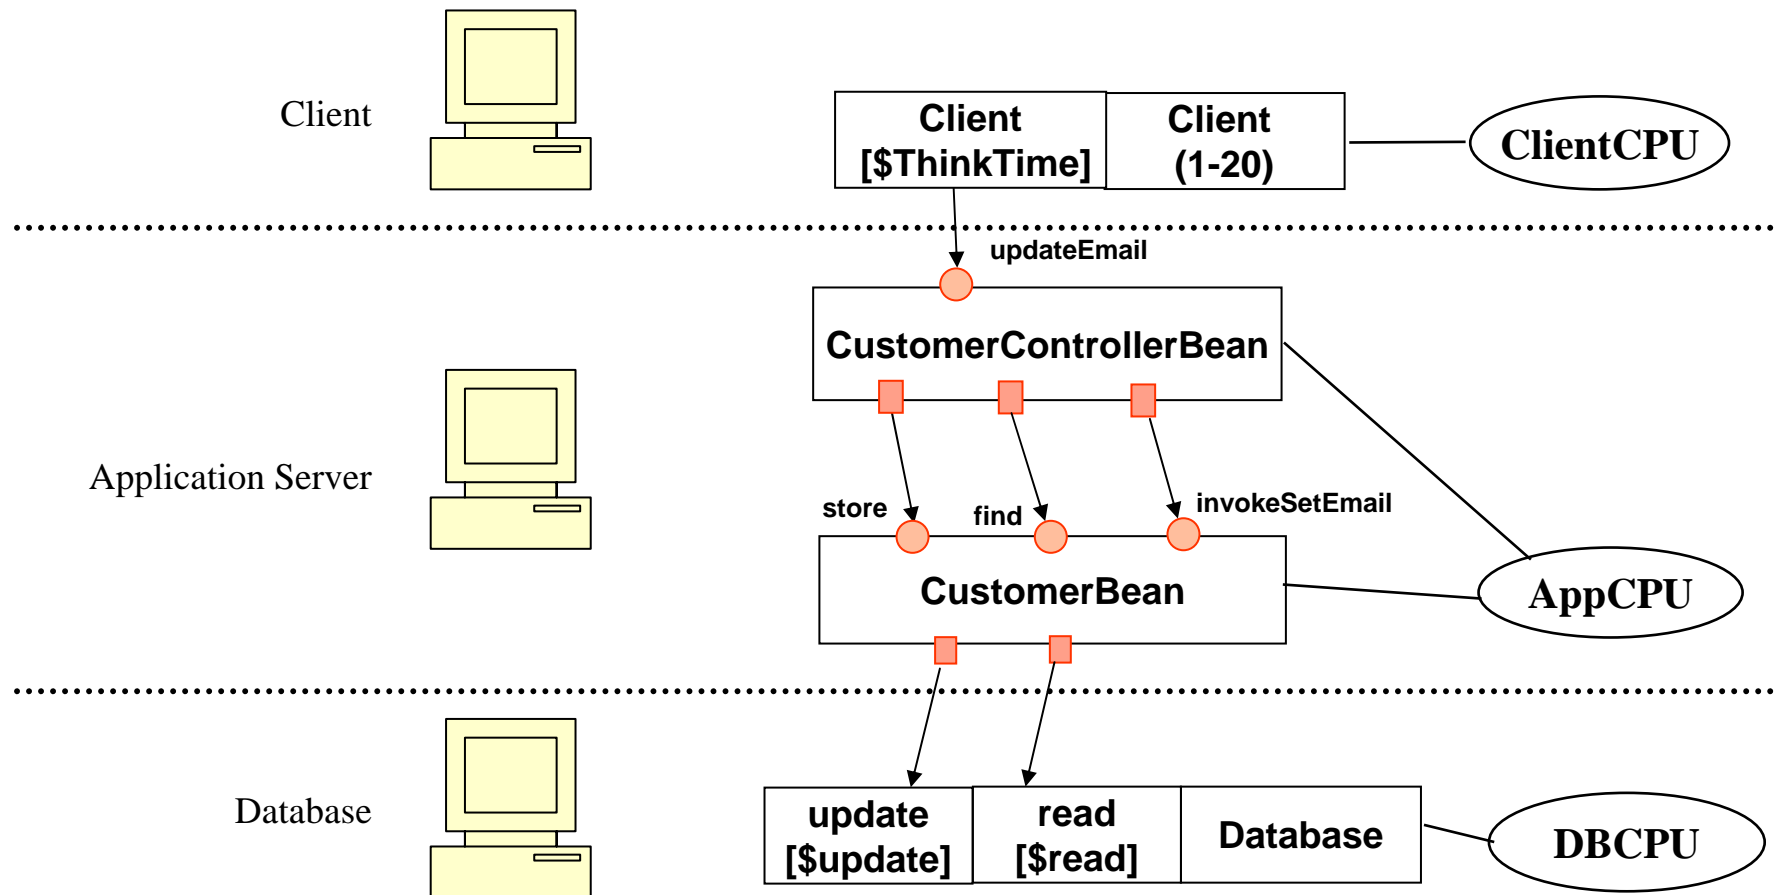 Client
Client
[$ThinkTime]
Client
(1-20)
ClientCPU
updateEmail
CustomerControllerBean
Application Server
store
find
invokeSetEmail
CustomerBean
AppCPU
Database
update
[$update]
read
[$read]
Database
DBCPU